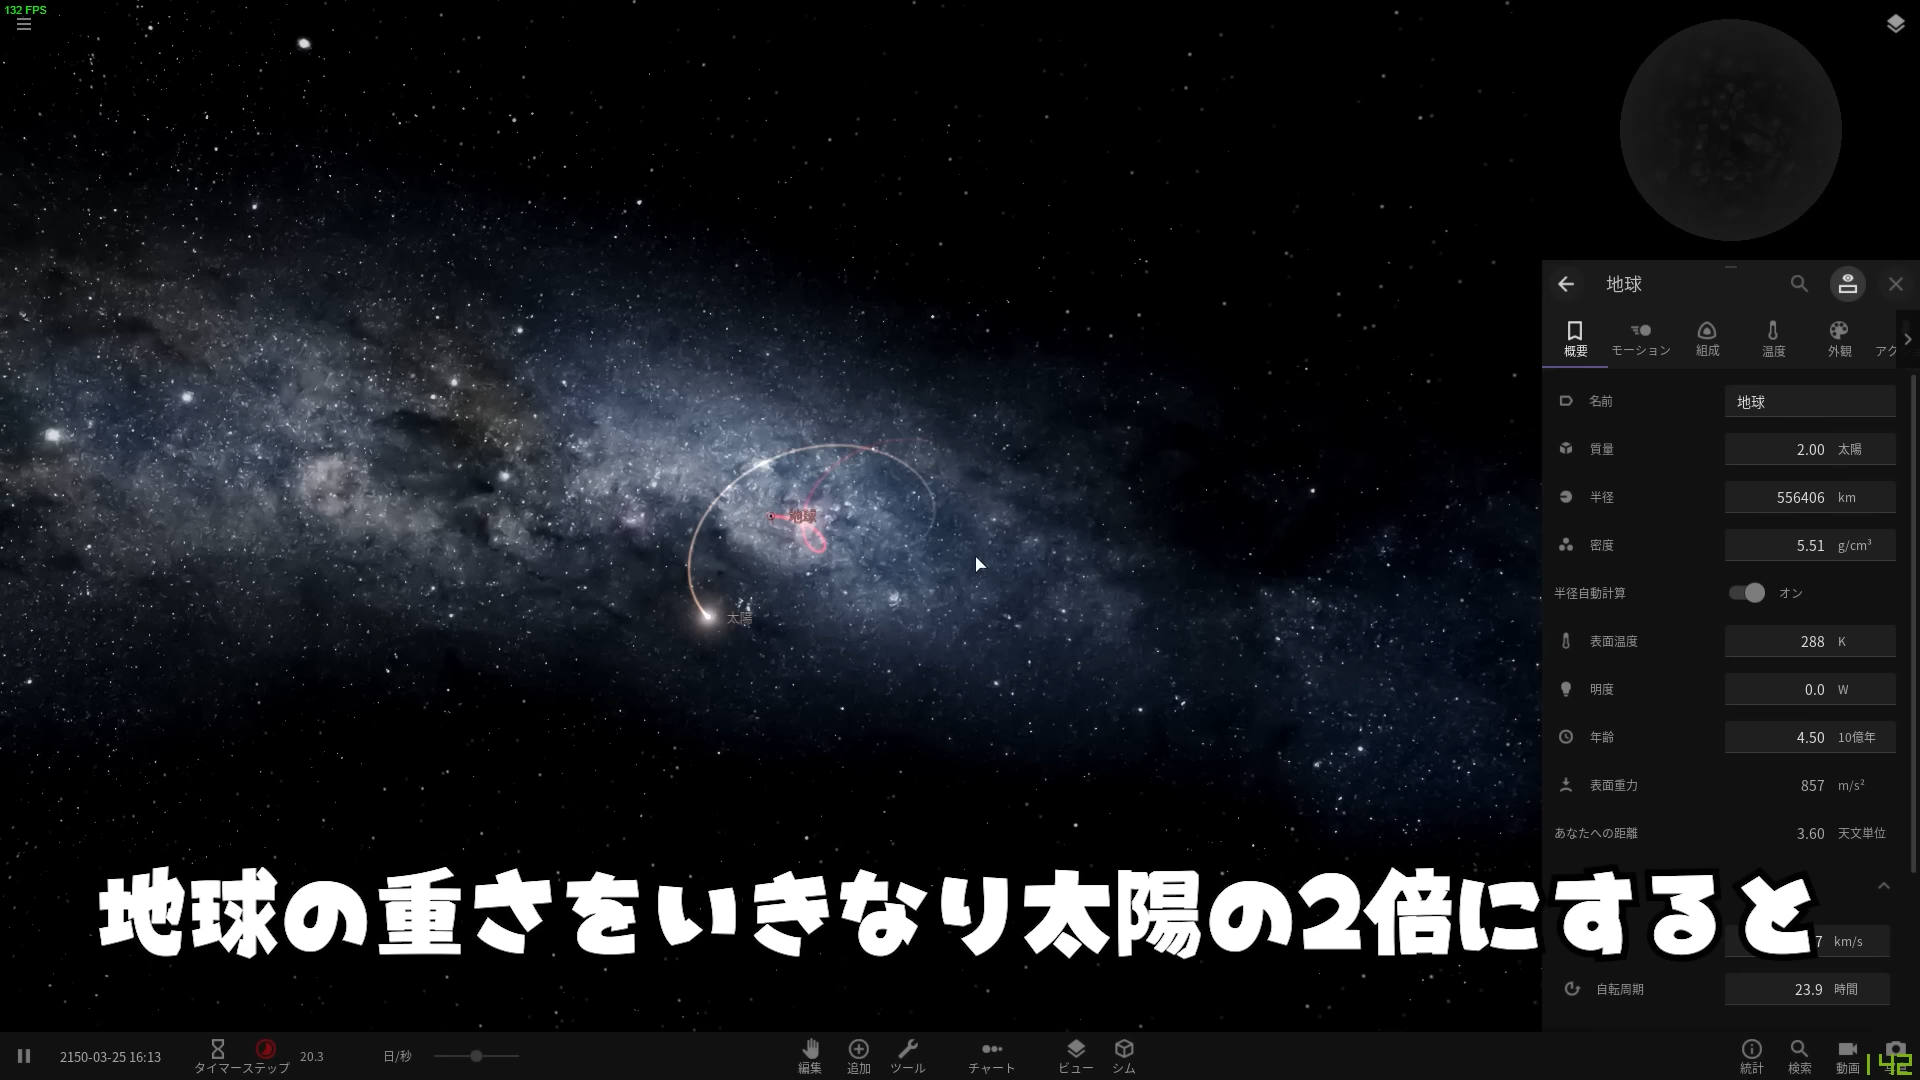 132 FPS
地球
概要
モーション
組成
温度
外観
アク
名前
地球
質量
2.00 太陽
半径
556406 km
密度
5.51 g/cm³
半径自動計算
オン
表面温度
288 K
明度
0.0 W
年齢
4.50 10億年
表面重力
857 m/s²
あなたへの距離
3.60 天文単位
地球
太陽
地球の重さをいきなり太陽の2倍にすると
7 km/s
自転周期
23.9 時間
2150-03-25 16:13
タイマーステップ
20.3
日/秒
編集
追加
ツール
チャート
ビュー
シム
統計
検索
動画
142